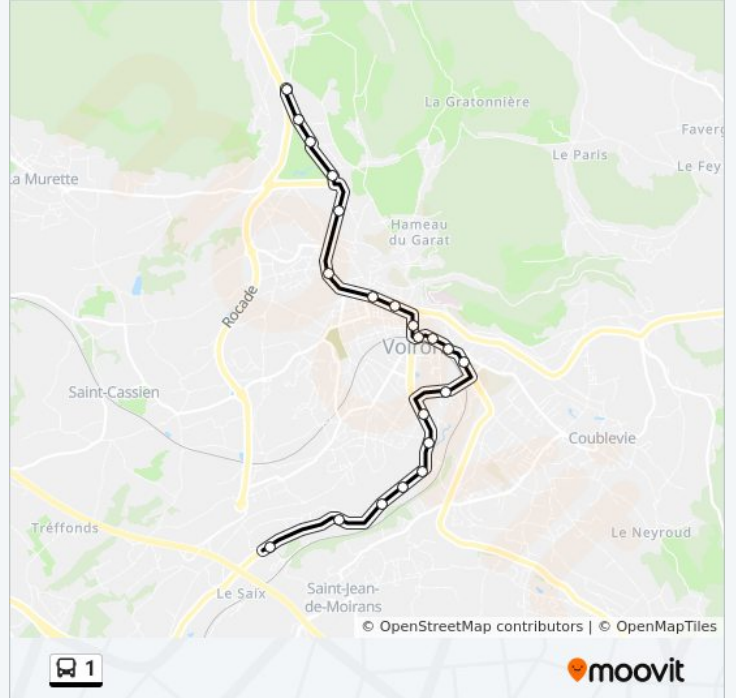 La Gratonnière
Faverg
Le Paris
Le Fey
a Murette
Hameau
du Garat
Rocade
Voiron
Saint-Cassien
Coublevie
Tréffonds
Le Neyroud
Le Saix
Saint-Jean-
de-Moirans
© OpenStreetMap contributors | © OpenMapTiles
1
moovit